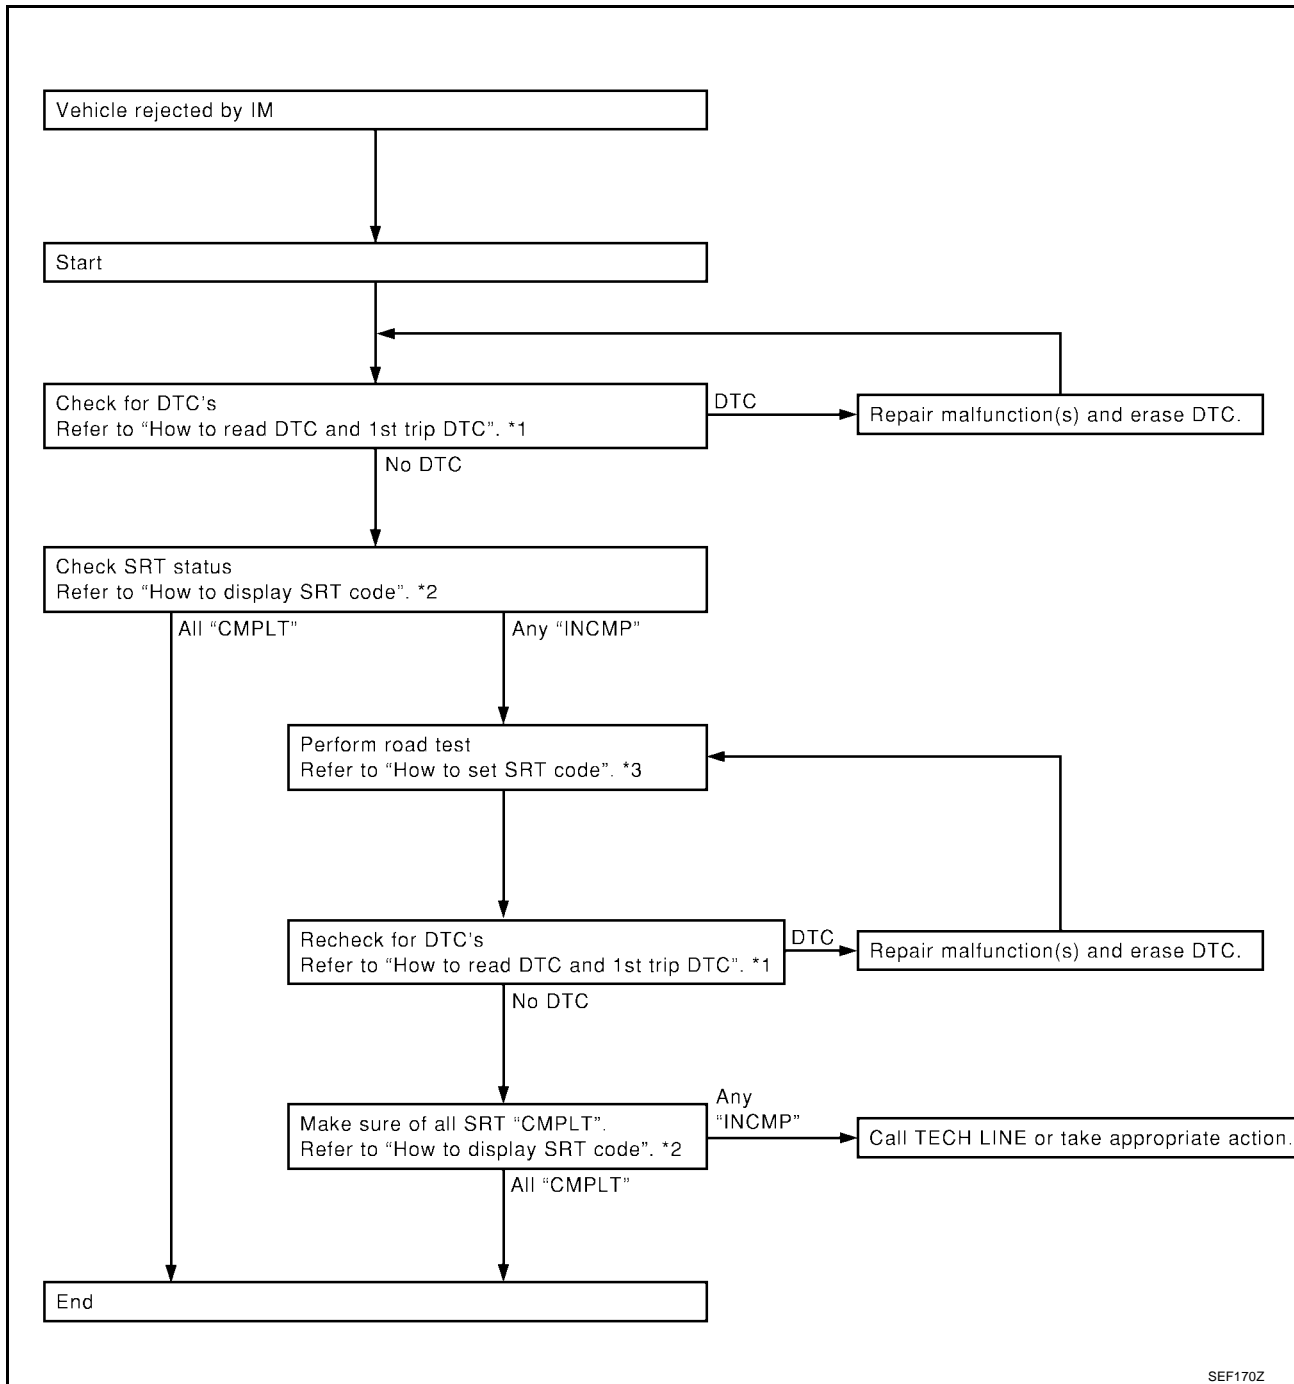 Vehicle rejected by IM
Start
Check for DTC's
Refer to “How to read DTC and 1st trip DTC”. *1
DTC
Repair malfunction(s) and erase DTC.
No DTC
Check SRT status
Refer to “How to display SRT code”. *2
All “CMPLT”
Any “INCMP”
Perform road test
Refer to “How to set SRT code”. *3
Recheck for DTC's
Refer to “How to read DTC and 1st trip DTC”. *1
DTC
Repair malfunction(s) and erase DTC.
No DTC
Make sure of all SRT “CMPLT”.
Refer to “How to display SRT code”. *2
Any
“INCMP”
Call TECH LINE or take appropriate action.
All “CMPLT”
End
SEF170Z